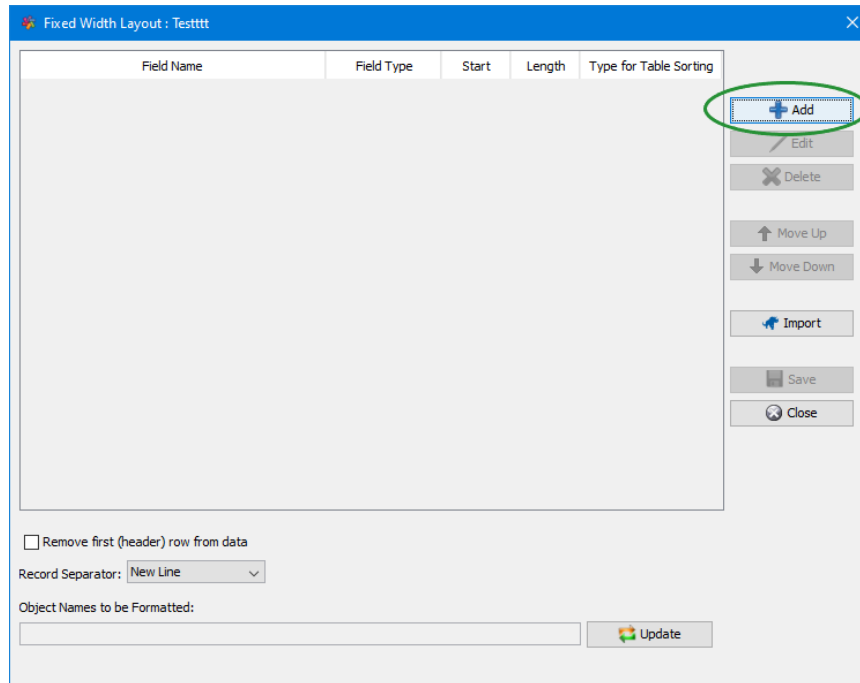 Fixed Width Layout : Testttt
Field Name Field Type Start Length Type for Table Sorting
Add
Edit
Delete
Move Up
Move Down
Import
Save
Close
Remove first (header) row from data
Record Separator: New Line
Object Names to be Formatted:
Update